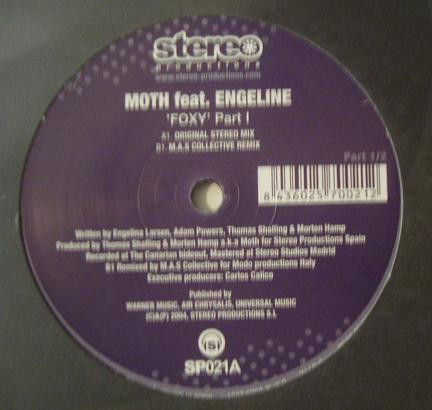 stereo
productions
www.stereo-productions.com
MOTH feat. ENGELINE
'FOXY' Part I
A1. ORIGINAL STEREO MIX
B1. M.A.S COLLECTIVE REMIX
Part 1/2
8 436025 700212
Written by Engelina Larsen, Adam Powers, Thomas Shalling & Morten Hamp
Produced by Thomas Shalling & Morten Hamp a.k.a Moth for Stereo Productions Spain
Recorded at The Canarian hideout, Mastered at Stereo Studios Madrid
B1 Remixed by M.A.S Collective for Modo productions Italy
Executive producers: Carlos Calico
Published by
WARNER MUSIC, AIR CHRYSALIS, UNIVERSAL MUSIC
(C)&(P) 2004, STEREO PRODUCTIONS S.L
(S)
SP021A